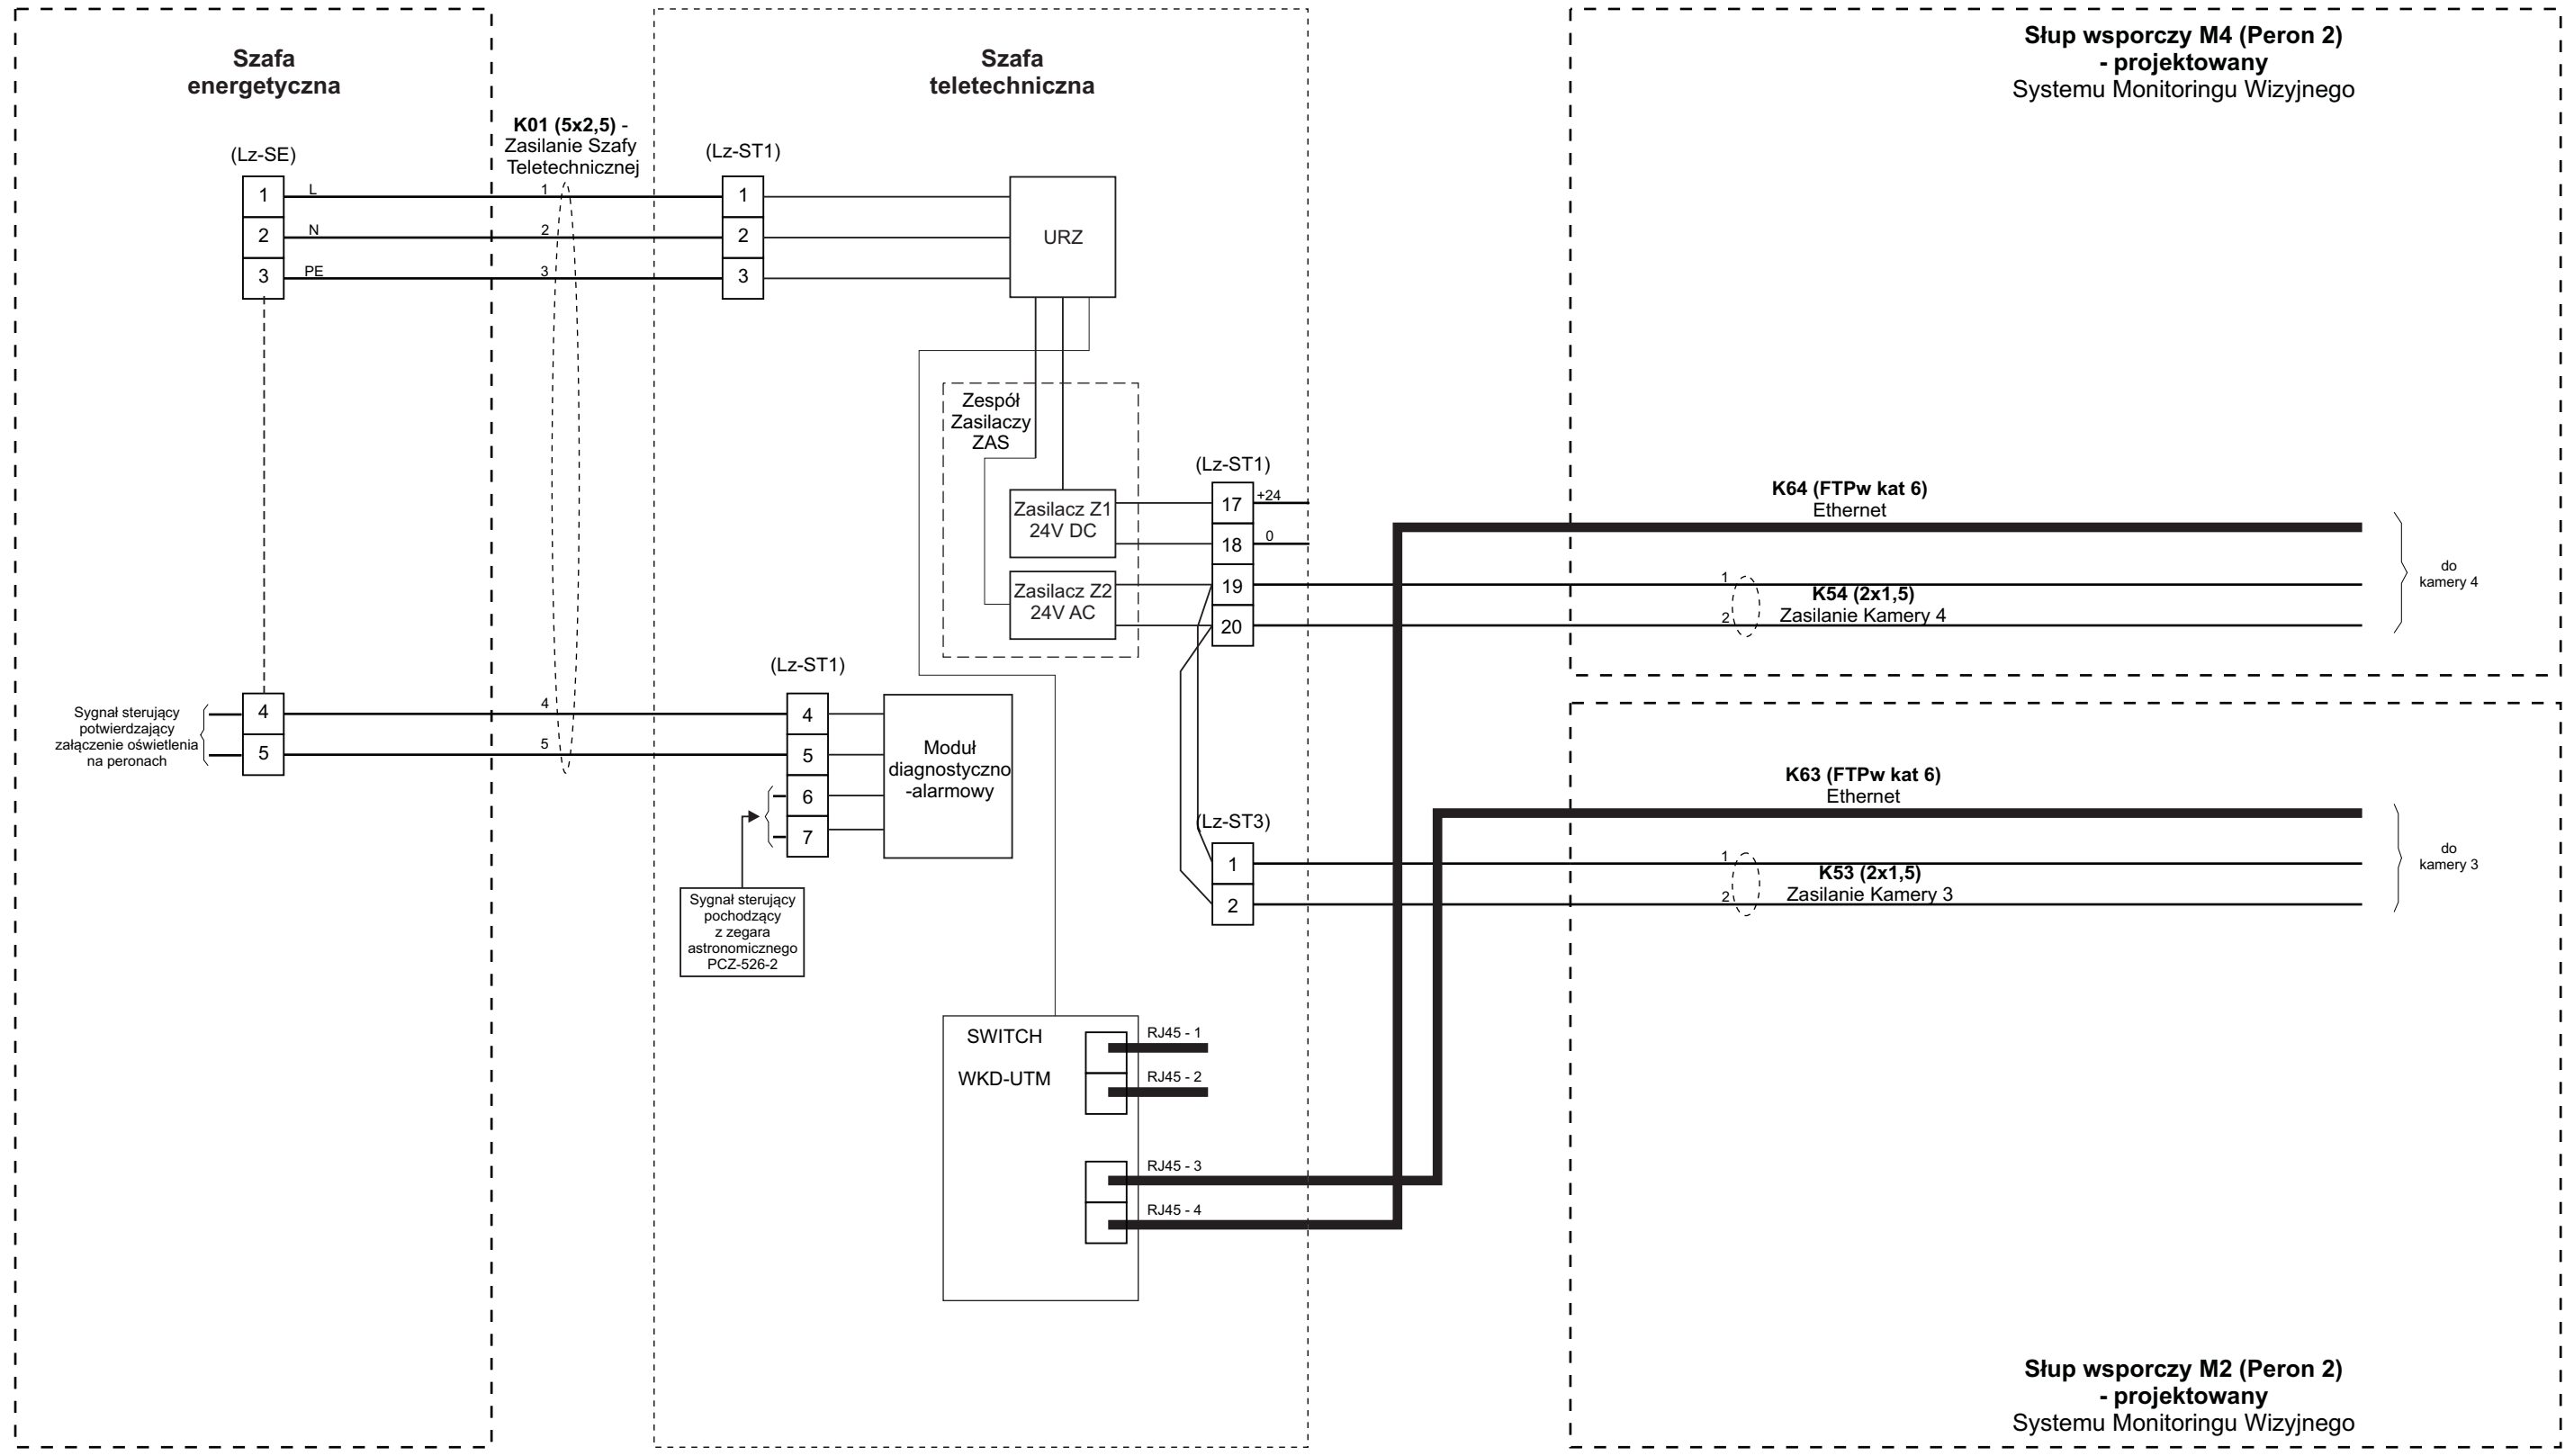 Szafa
energetyczna
(Lz-SE)
1
2
3
L
N
PE
K01 (5x2,5) -
Zasilanie Szafy
Teletechnicznej
1
2
3
Sygnał sterujący
potwierdzający
załączenie oświetlenia
na peronach
4
5
4
5
Szafa
teletechniczna
(Lz-ST1)
1
2
3
URZ
Zespół
Zasilaczy
ZAS
Zasilacz Z1
24V DC
Zasilacz Z2
24V AC
(Lz-ST1)
17
18
19
20
+24
0
(Lz-ST1)
4
5
6
7
Moduł
diagnostyczno
-alarmowy
Sygnał sterujący
pochodzący
z zegara
astronomicznego
PCZ-526-2
(Lz-ST3)
1
2
SWITCH
WKD-UTM
RJ45 - 1
RJ45 - 2
RJ45 - 3
RJ45 - 4
Słup wsporczy M4 (Peron 2)
- projektowany
Systemu Monitoringu Wizyjnego
K64 (FTPw kat 6)
Ethernet
1
K54 (2x1,5)
2
Zasilanie Kamery 4
do
kamery 4
K63 (FTPw kat 6)
Ethernet
1
K53 (2x1,5)
2
Zasilanie Kamery 3
do
kamery 3
Słup wsporczy M2 (Peron 2)
- projektowany
Systemu Monitoringu Wizyjnego